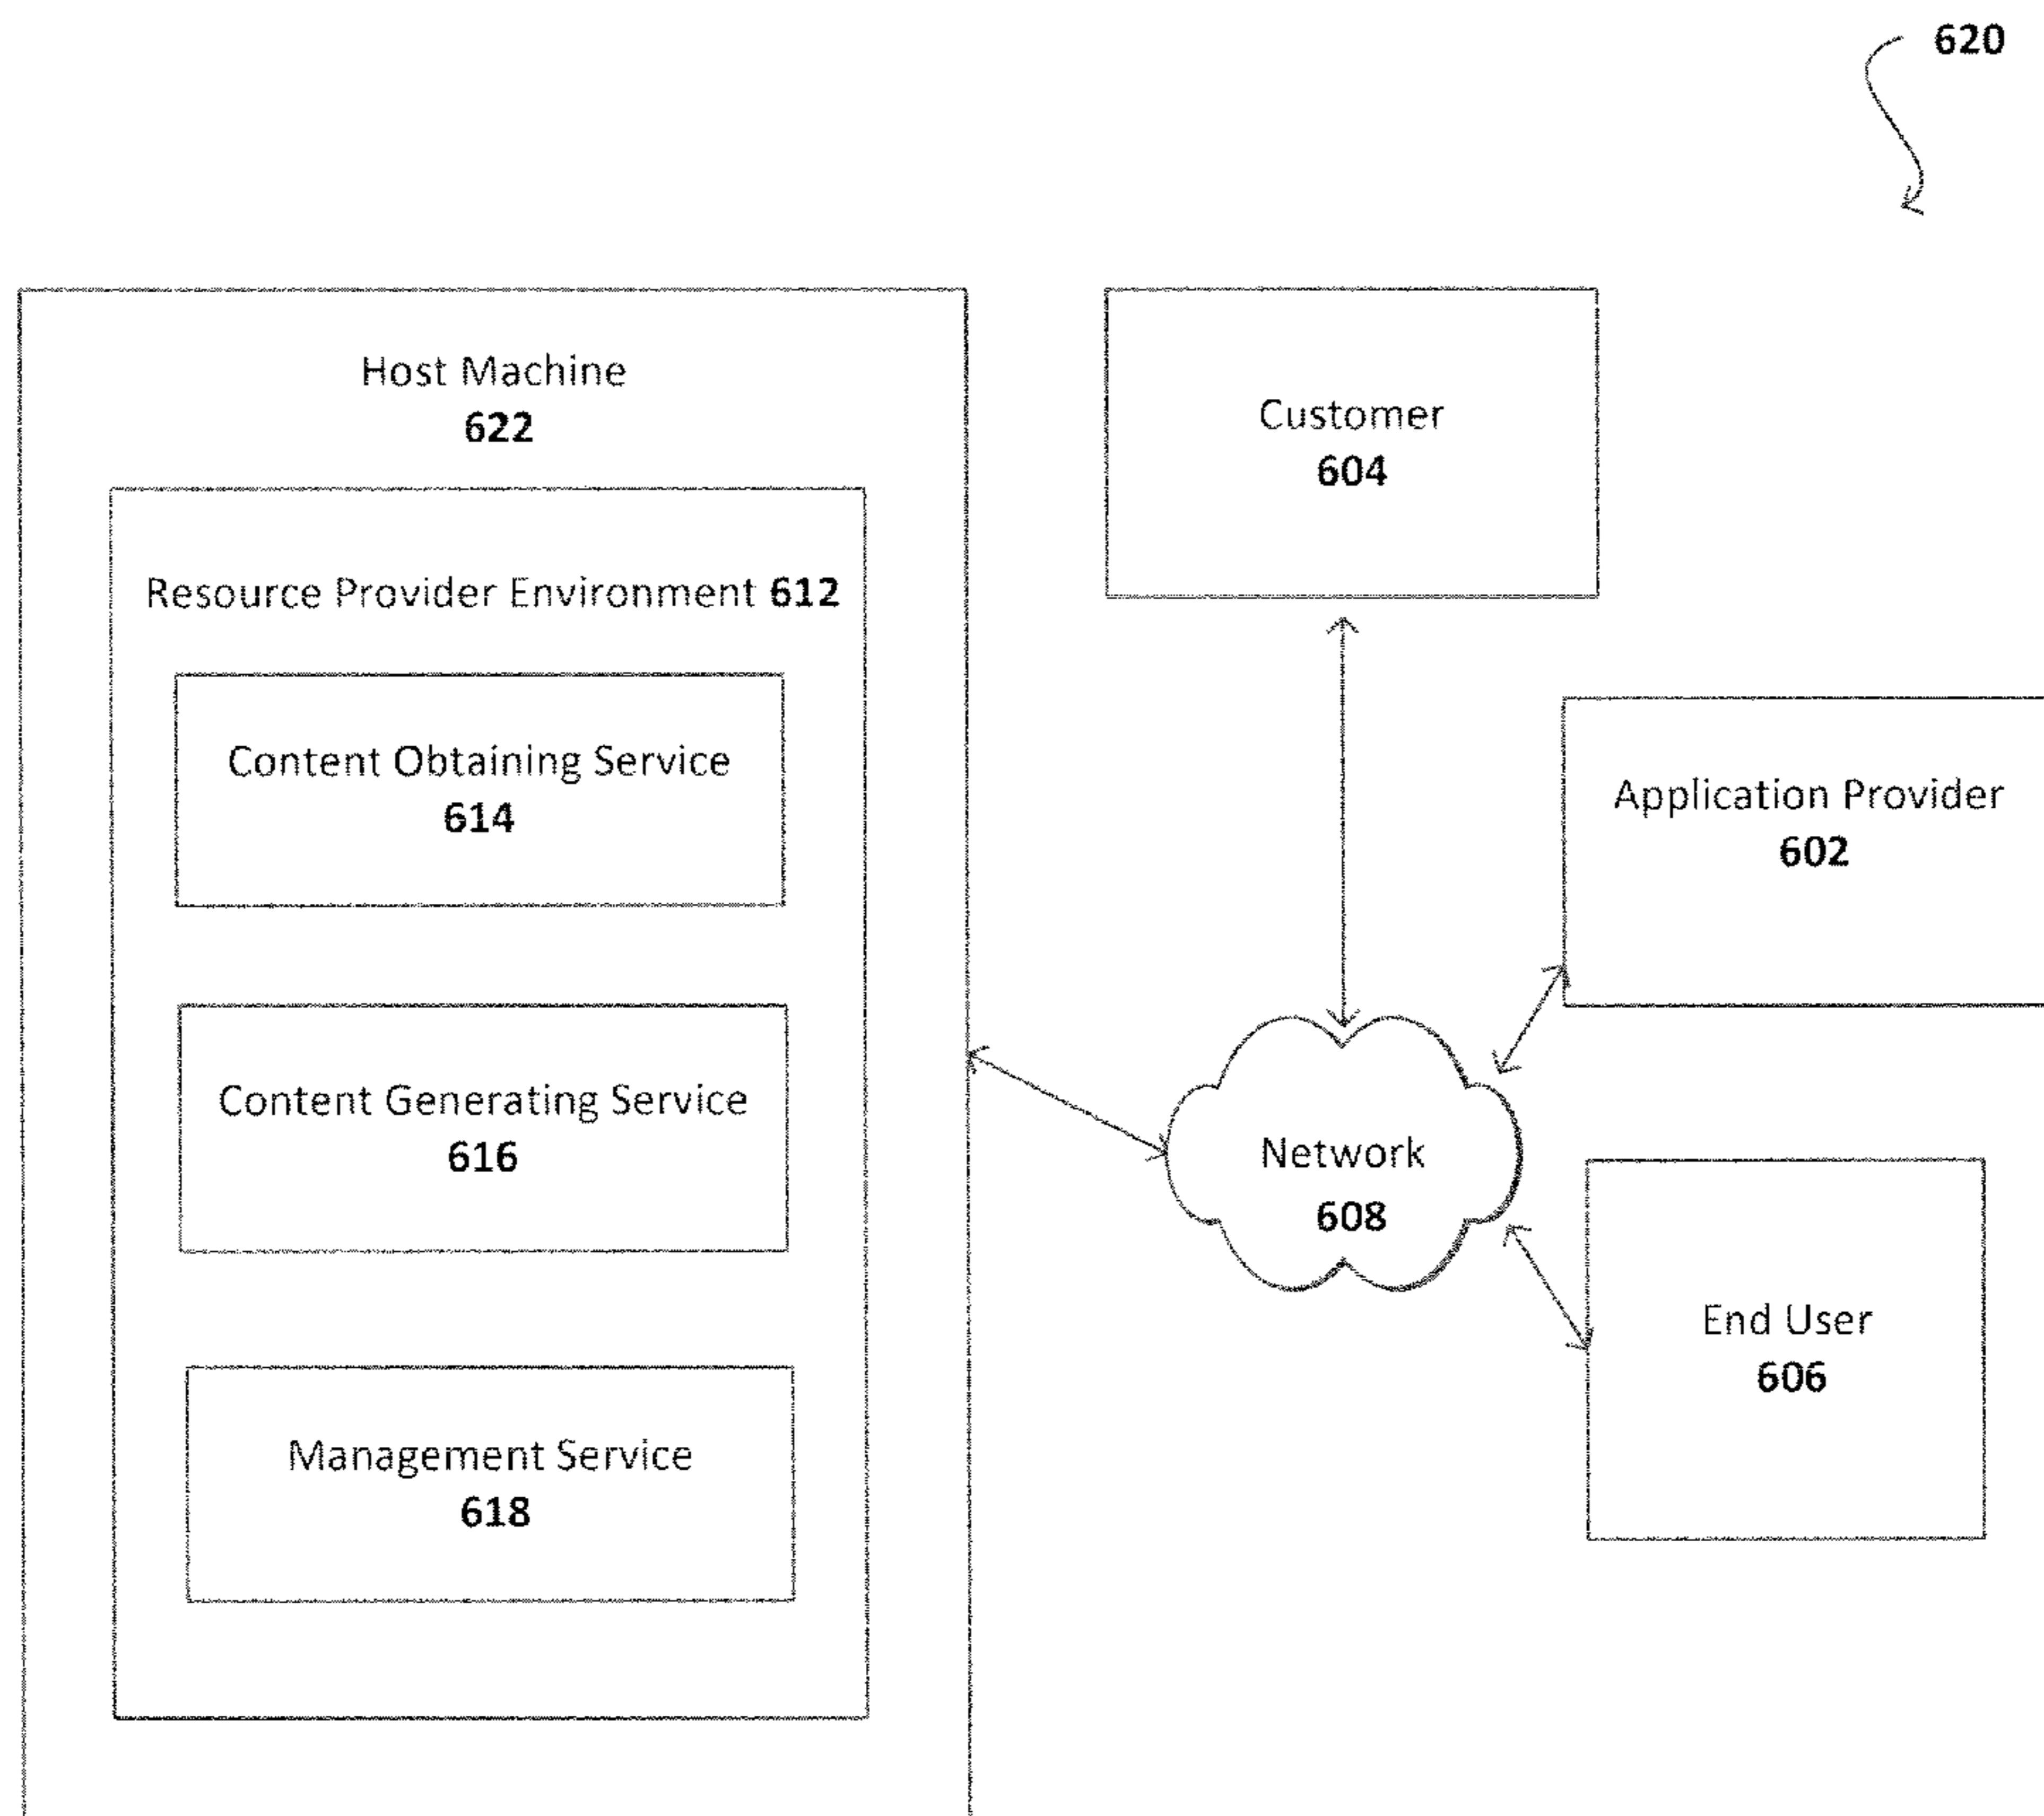 620
Host Machine
622
Resource Provider Environment 612
Content Obtaining Service
614
Content Generating Service
616
Management Service
618
Customer
604
Application Provider
602
Network
608
End User
606